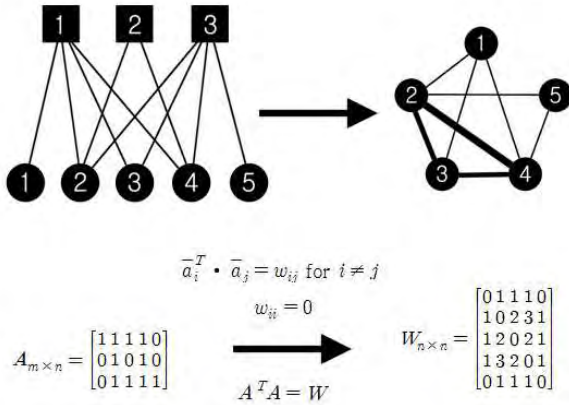 1 2 3
1
2 5
3 4
1 2 3 4 5
ā_i^T • ā_j = w_ij for i ≠ j
w_ii = 0
A_m×n = [11110
01010
01111]
A^T A = W
W_n×n = [01110
10231
12021
13201
01110]